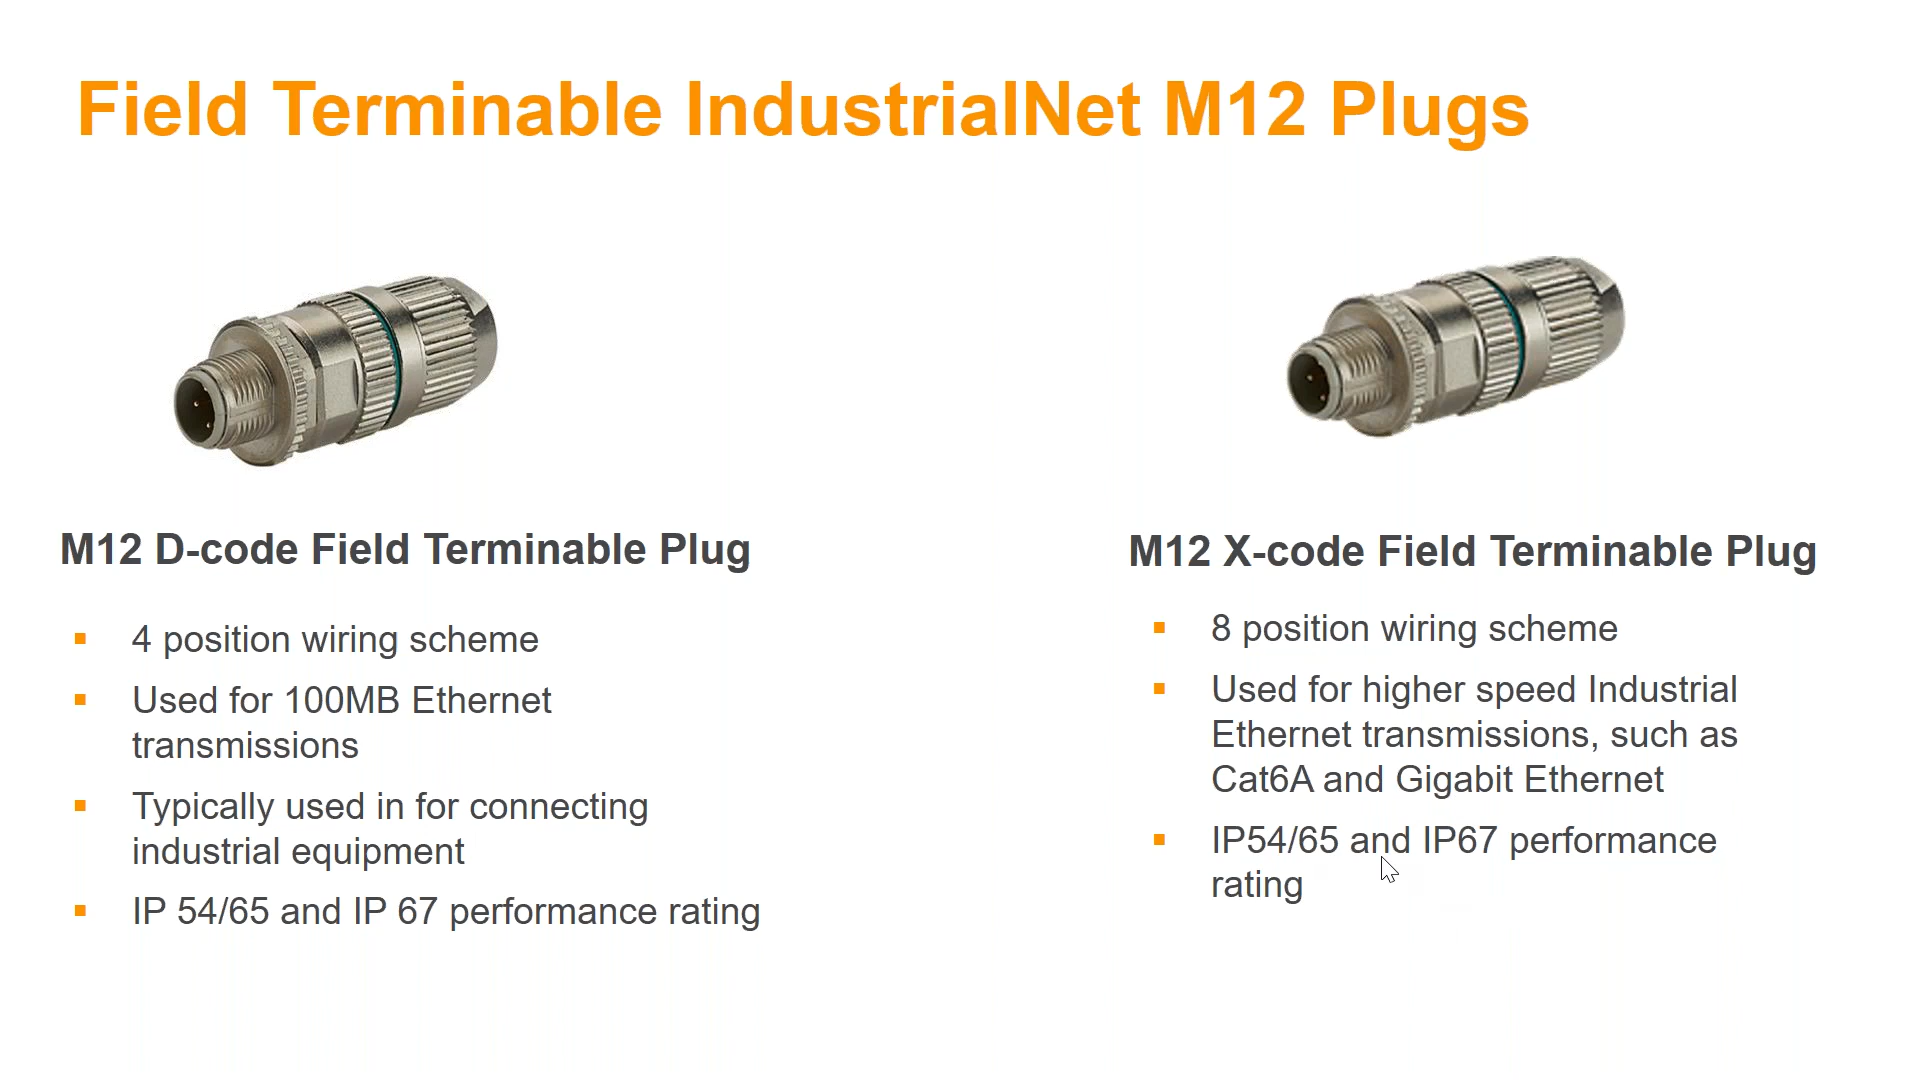 Field Terminable IndustrialNet M12 Plugs
M12 D-code Field Terminable Plug
▪ 4 position wiring scheme
▪ Used for 100MB Ethernet
transmissions
▪ Typically used in for connecting
industrial equipment
▪ IP 54/65 and IP 67 performance rating
M12 X-code Field Terminable Plug
▪ 8 position wiring scheme
▪ Used for higher speed Industrial
Ethernet transmissions, such as
Cat6A and Gigabit Ethernet
▪ IP54/65 and IP67 performance
rating